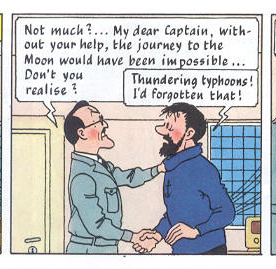 Not much?... My dear Captain, with-
out your help, the journey to the
Moon would have been impossible...
Don't you
realise?
Thundering typhoons!
I'd forgotten that!